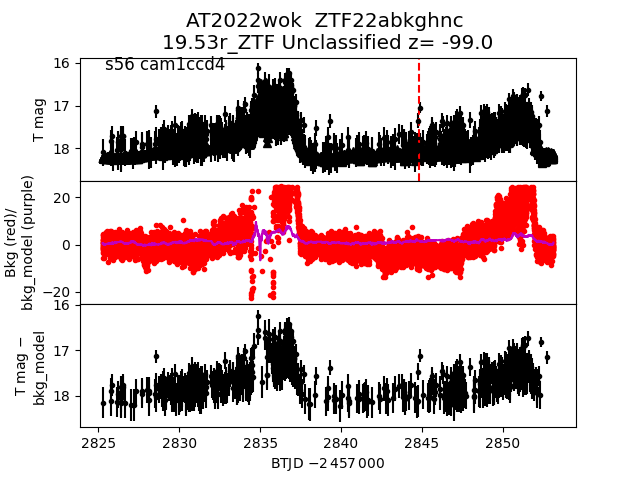 AT2022wok  ZTF22abkghnc
19.53r_ZTF Unclassified z= -99.0
s56 cam1ccd4
16
17
18
T mag
20
0
−20
Bkg (red)/
bkg_model (purple)
16
17
18
T mag −
bkg_model
2825
2830
2835
2840
2845
2850
BTJD −2 457 000